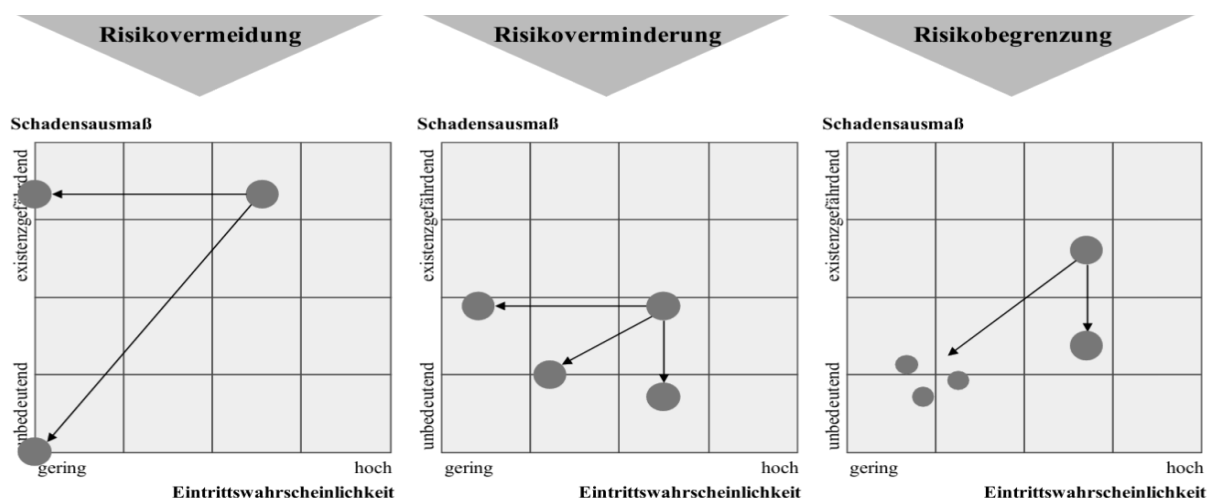 Risikovermeidung
Risikoverminderung
Risikobegrenzung
Schadensausmaß
Schadensausmaß
Schadensausmaß
existenzgefährdend
unbedeutend
existenzgefährdend
unbedeutend
existenzgefährdend
unbedeutend
gering
hoch
gering
hoch
gering
hoch
Eintrittswahrscheinlichkeit
Eintrittswahrscheinlichkeit
Eintrittswahrscheinlichkeit